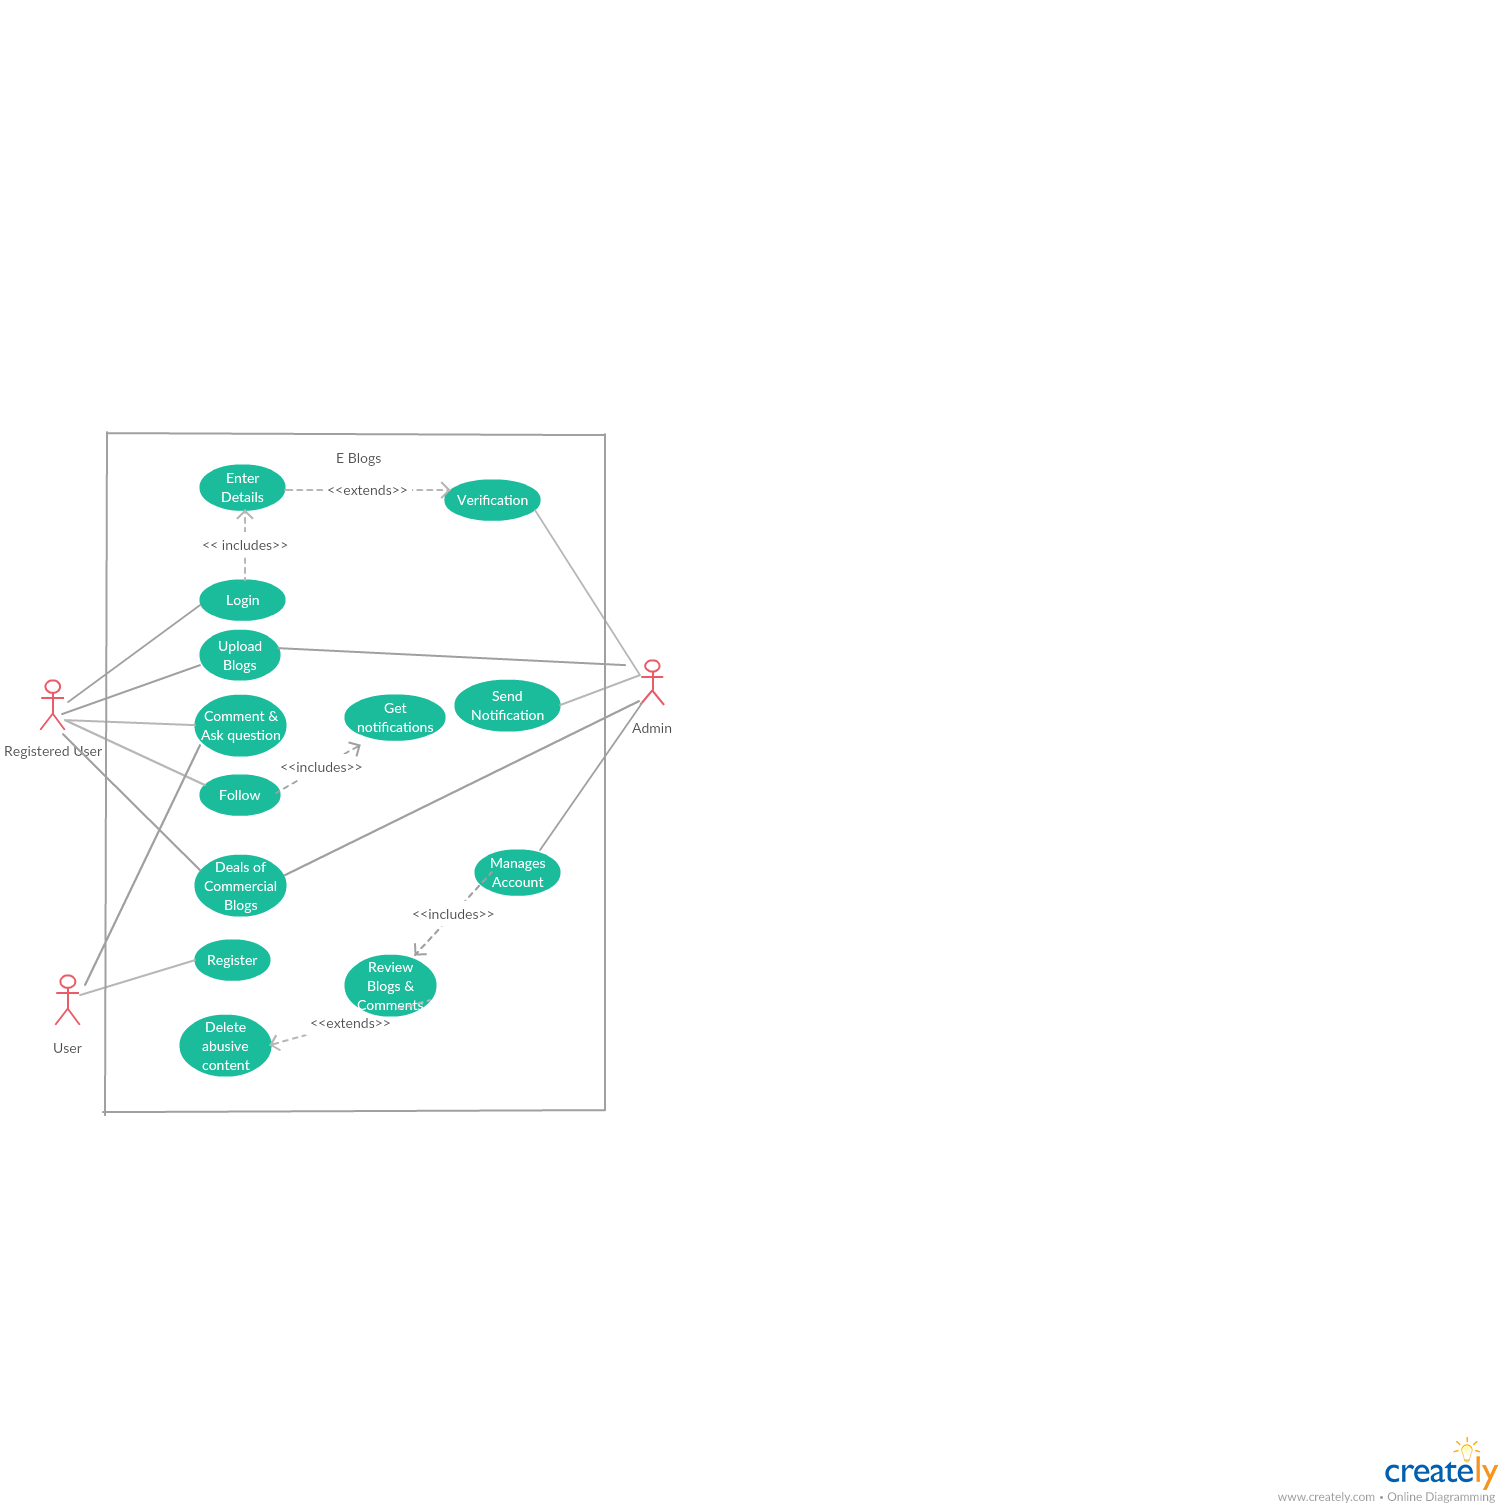 E Blogs
Enter
Details
<<extends>>
Verification
<< includes>>
Login
Upload
Blogs
Comment &
Ask question
Get
notifications
Send
Notification
Registered User
Admin
<<includes>>
Follow
Deals of
Commercial
Blogs
Manages
Account
<<includes>>
Register
Review
Blogs &
Comments
<<extends>>
Delete
abusive
content
User
creately
www.creately.com • Online Diagramming